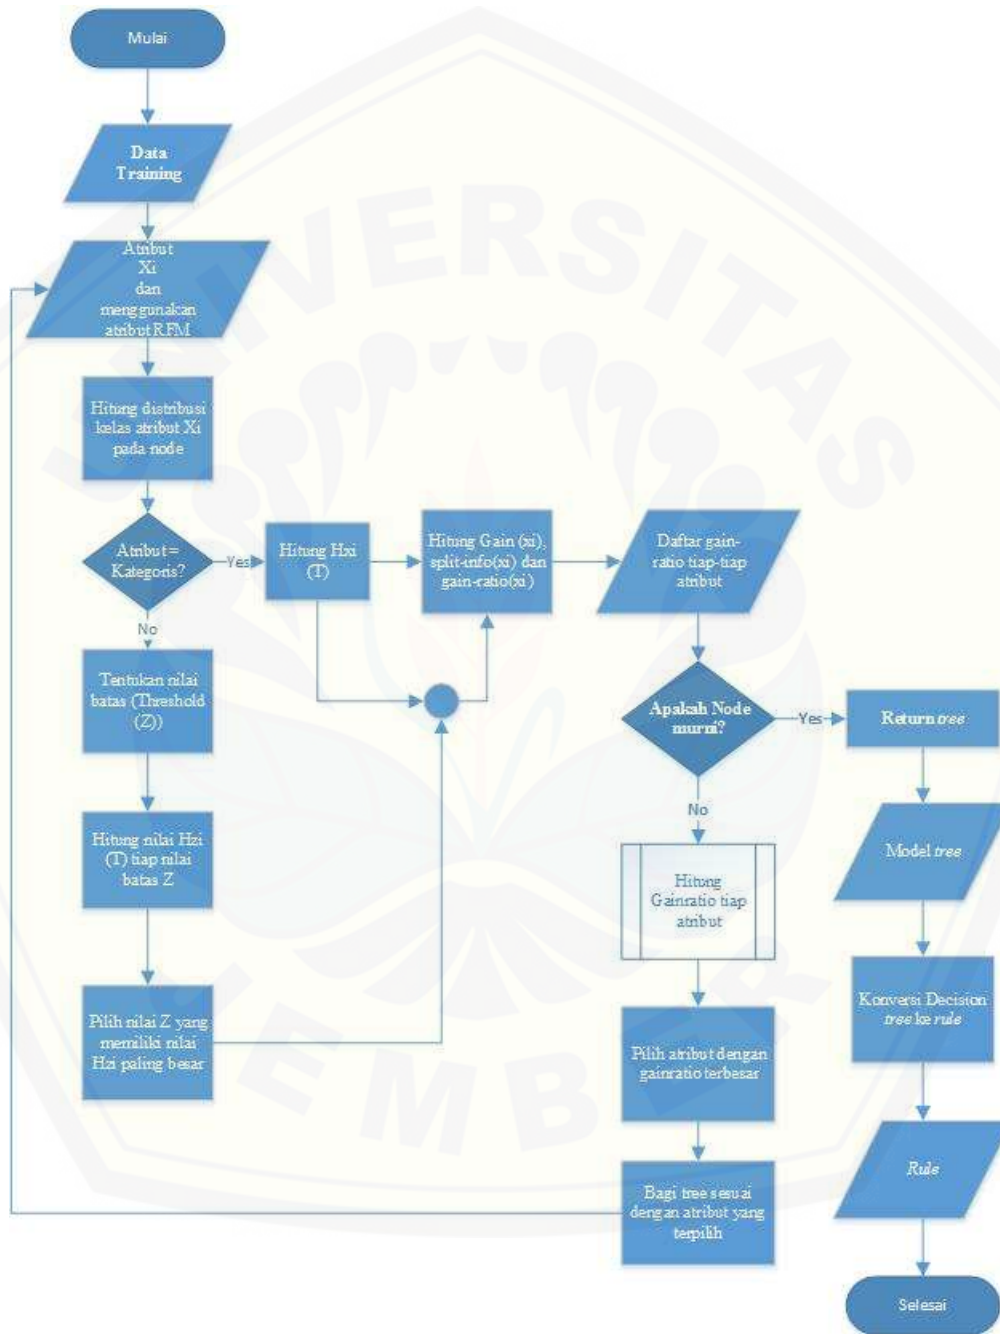 Mulai
Data
Training
Atribut
Xi
dan
menggunakan
atribut RFM
Hitung distribusi
kelas atribut Xi
pada node
Atribut =
Kategoris?
Yes
No
Hitung Hxi
(T)
Hitung Gain (xi),
split-info(xi) dan
gain-ratio(xi)
Daftar gain-
ratio tiap-tiap
atribut
Tentukan nilai
batas (Threshold
(Z))
Hitung nilai Hzi
(T) tiap nilai
batas Z
Pilih nilai Z yang
memiliki nilai
Hzi paling besar
Apakah Node
murni?
Yes
No
Hitung
Gainratio tiap
atribut
Pilih atribut dengan
gainratio terbesar
Bagi tree sesuai
dengan atribut yang
terpilih
Return tree
Model tree
Konversi Decision
tree ke rule
Rule
Selesai
UNIVERSITAS
JEMBER